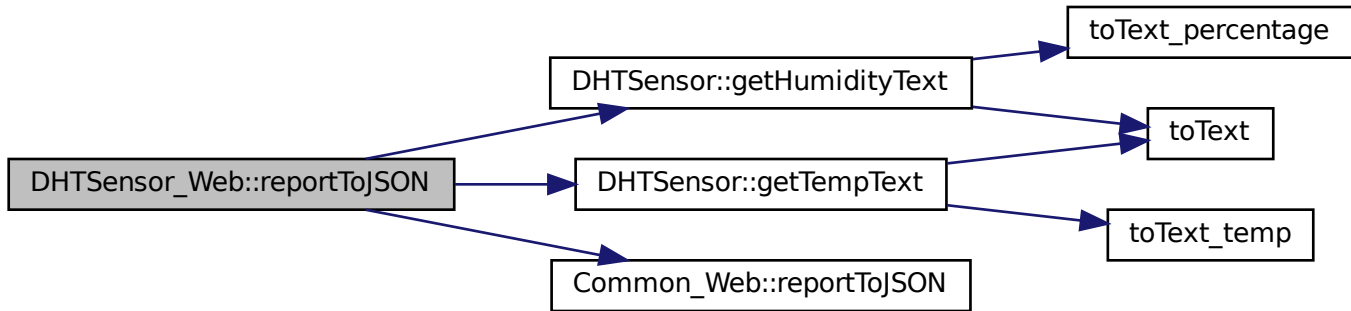 toText_percentage
DHTSensor::getHumidityText
toText
DHTSensor_Web::reportToJSON
DHTSensor::getTempText
toText_temp
Common_Web::reportToJSON